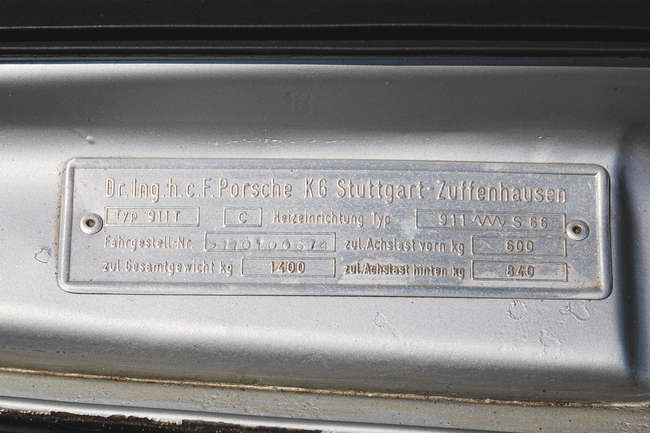 Dr. Ing. h. c. F. Porsche KG Stuttgart-Zuffenhausen
Typ 911 T C Heizeinrichtung Typ 911 S 66
Fahrgestell-Nr. zul. Achslast vorn kg 600
zul. Gesamtgewicht kg 1400 zul. Achslast hinten kg 840